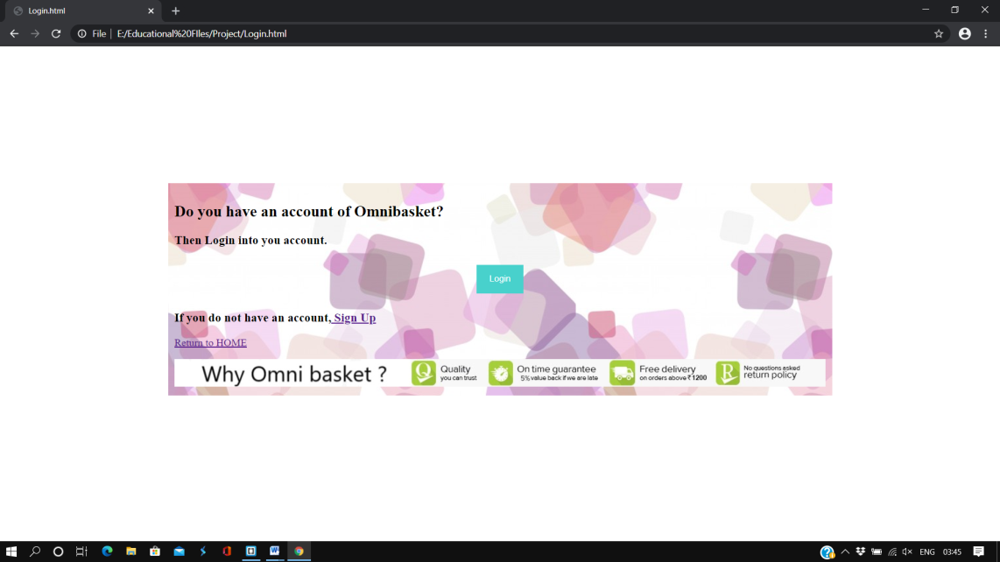 Login.html
File
E:/Educational%20FIles/Project/Login.html
Do you have an account of Omnibasket?
Then Login into you account.
Login
If you do not have an account, Sign Up
Return to HOME
Why Omni basket ?
Q
Quality
you can trust
On time guarantee
5% value back if we are late
Free delivery
on orders above ₹ 1200
R
No questions asked
return policy
ENG
03:45